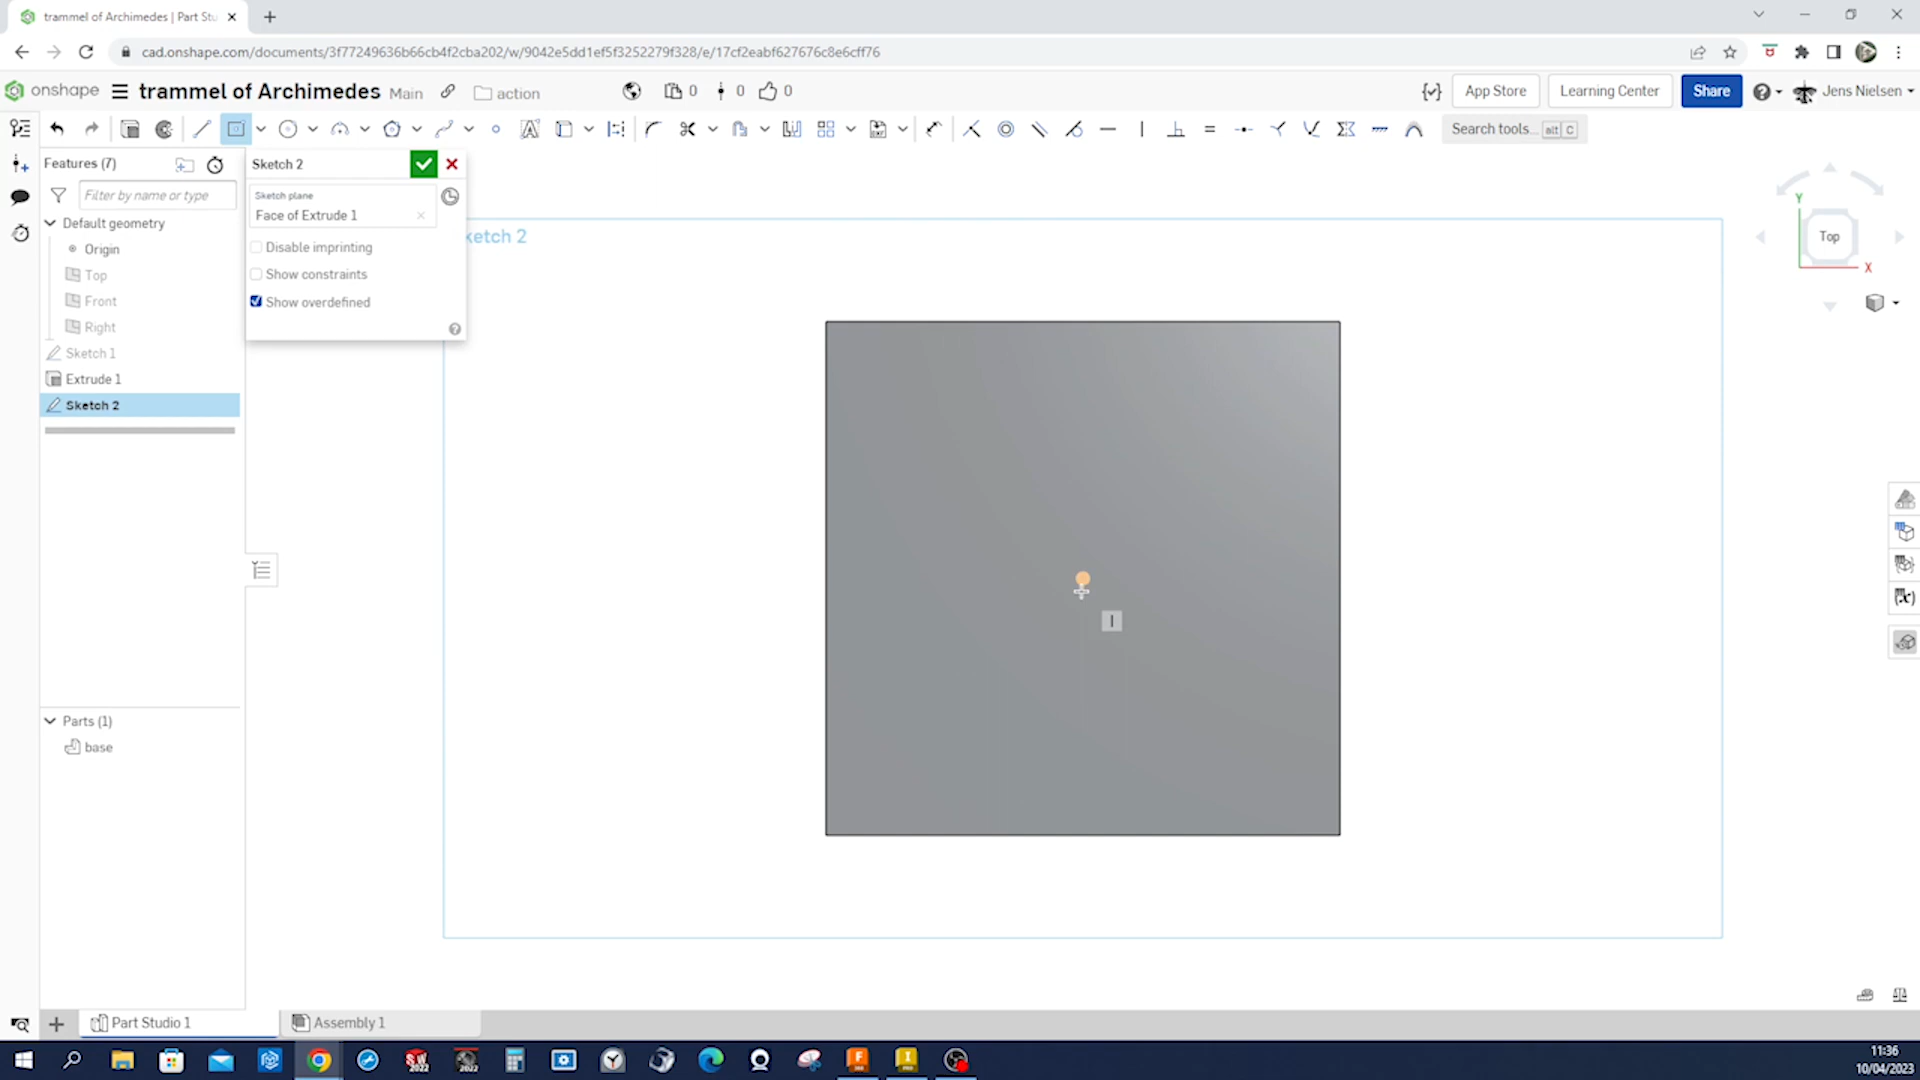 trammel of Archimedes | Part Stu
cad.onshape.com/documents/3f77249636b66cb4f2cba202/w/9042e5dd1ef5f3252279f328/e/17cf2eabf627676c8e6cff76
onshape trammel of Archimedes Main action 0 0 0 App Store Learning Center Share Jens Nielsen
Search tools... alt C
Features (7)
Filter by name or type
Default geometry
Origin
Top
Front
Right
Sketch 1
Extrude 1
Sketch 2
Sketch 2
Sketch plane
Face of Extrude 1
Disable imprinting
Show constraints
Show overdefined
ketch 2
Y
Top
X
Parts (1)
base
Part Studio 1
Assembly 1
SW
2022
2022
F
I
11:36
10/04/2023